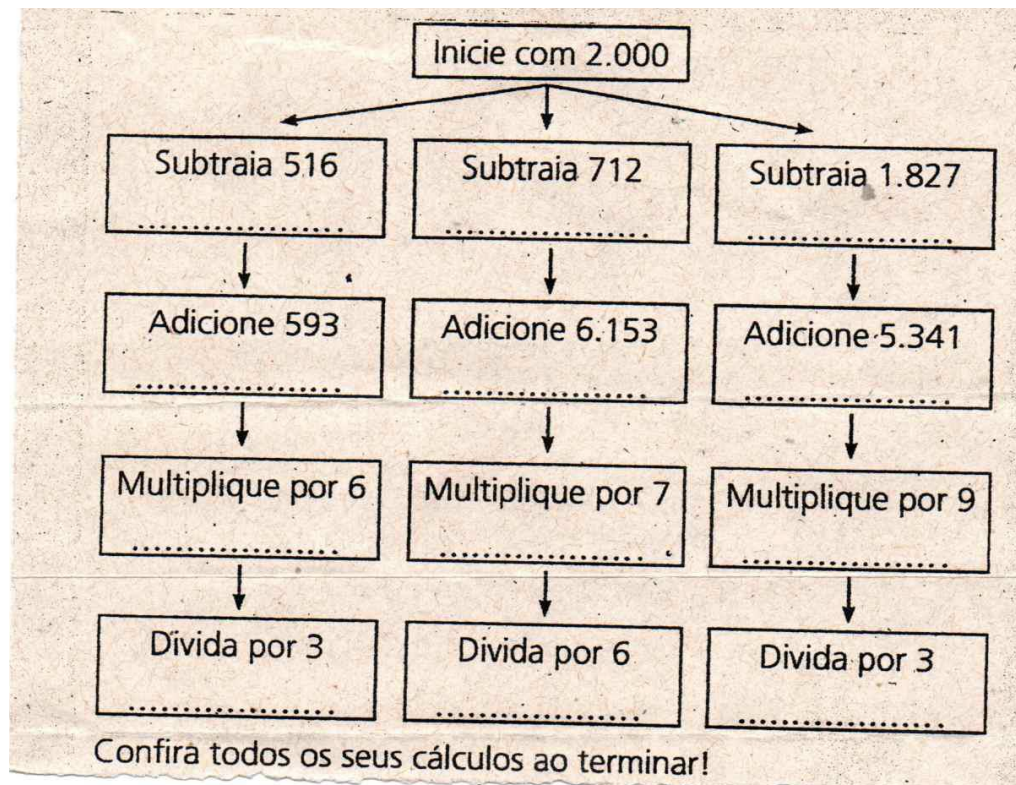 Inicie com 2.000
Subtraia 516
Subtraia 712
Subtraia 1.827
Adicione 593
Adicione 6.153
Adicione 5.341
Multiplique por 6
Multiplique por 7
Multiplique por 9
Divida por 3
Divida por 6
Divida por 3
Confira todos os seus cálculos ao terminar!